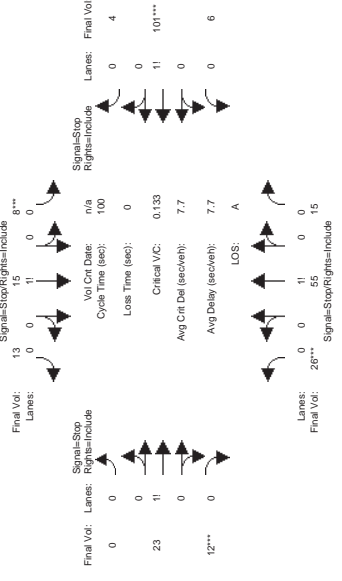 Signal=Stop/Rights=Include
Final Vol: 13 15 8***
Lanes: 0 0 1! 0 0
Signal=Stop
Rights=Include
Final Vol: Lanes:
Signal=Stop
Rights=Include
Lanes: Final Vol:
Vol Cnt Date: n/a
0 0 Cycle Time (sec): 100 0 4
0 Loss Time (sec): 0 0
23 1! Critical V/C: 0.133 1! 101***
0 Avg Crit Del (sec/veh): 7.7 0
12*** 0 Avg Delay (sec/veh): 7.7 0 6
LOS: A
Lanes: 0 0 1! 0 0
Final Vol: 26*** 55 15
Signal=Stop/Rights=Include